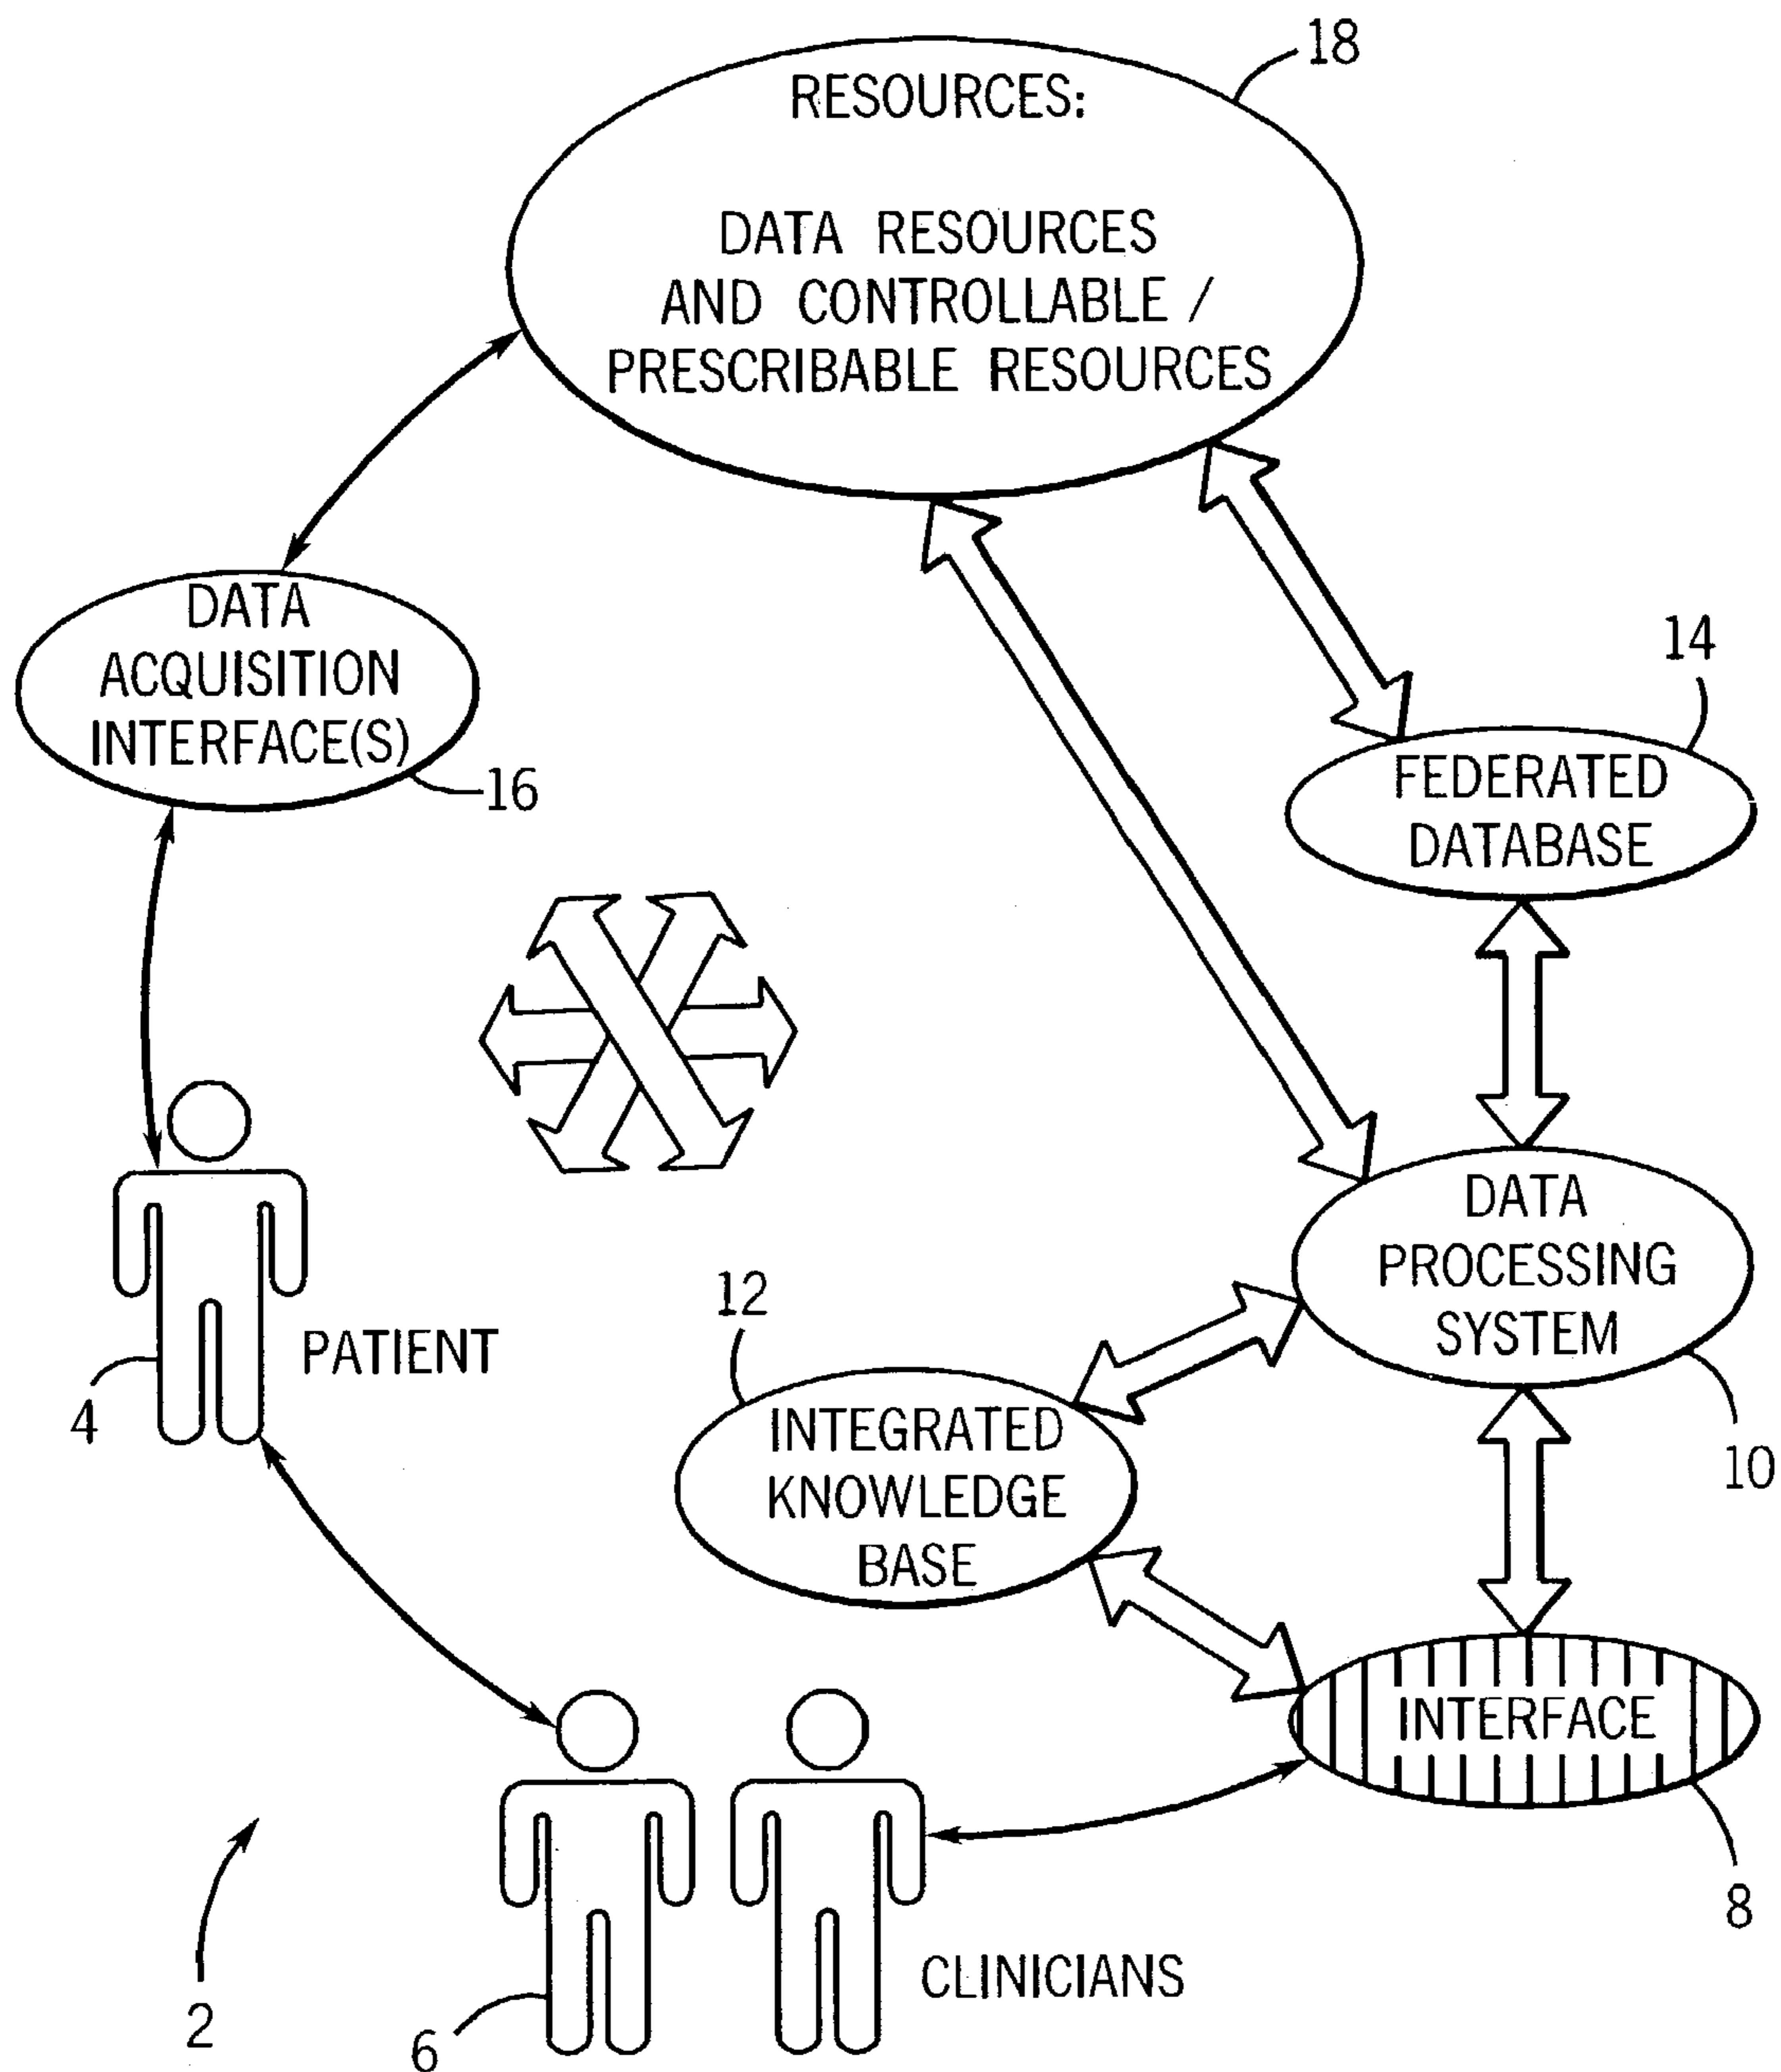 18
RESOURCES:
DATA RESOURCES
AND CONTROLLABLE /
PRESCRIBABLE RESOURCES
DATA
ACQUISITION
INTERFACE(S)
16
14
FEDERATED
DATABASE
DATA
PROCESSING
SYSTEM
10
12
INTEGRATED
KNOWLEDGE
BASE
PATIENT
4
INTERFACE
8
CLINICIANS
6
2